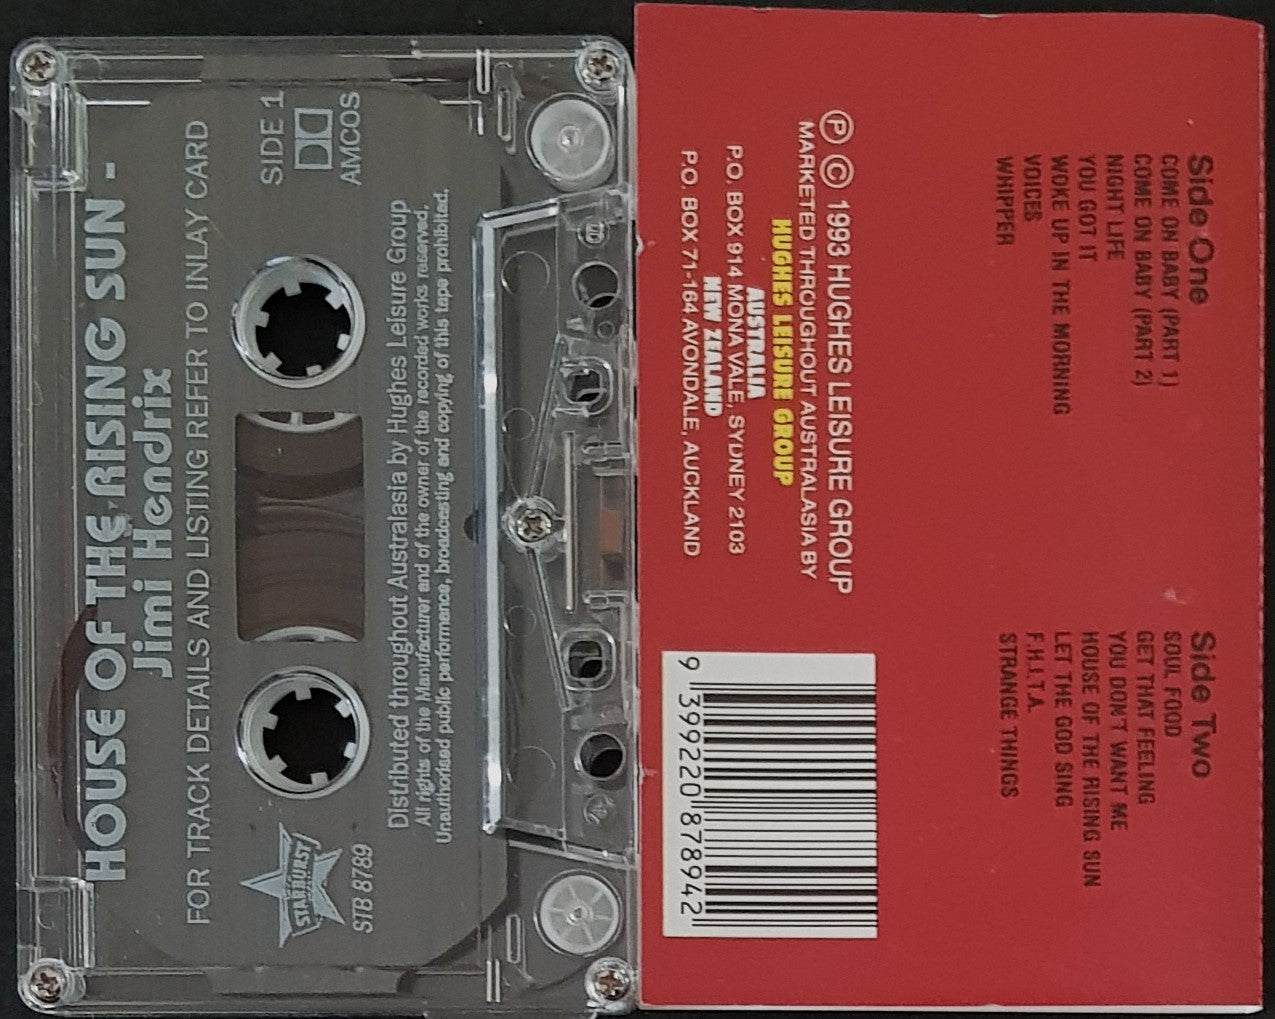 HOUSE OF THE RISING SUN -
Jimi Hendrix
FOR TRACK DETAILS AND LISTING REFER TO INLAY CARD
SIDE 1
AMCOS
STARBURST
STB 8789
Distributed throughout Australasia by Hughes Leisure Group
All rights of the Manufacturer and of the owner of the recorded works reserved.
Unauthorised public performance, broadcasting and copying of this tape prohibited.
Side One
COME ON BABY (PART 1)
COME ON BABY (PART 2)
NIGHT LIFE
YOU GOT IT
WOKE UP IN THE MORNING
VOICES
WHIPPER
Side Two
SOUL FOOD
GET THAT FEELING
YOU DON'T WANT ME
HOUSE OF THE RISING SUN
LET THE GOD SING
F.H.I.T.A.
STRANGE THINGS
Ⓟ © 1993 HUGHES LEISURE GROUP
MARKETED THROUGHOUT AUSTRALASIA BY
HUGHES LEISURE GROUP
AUSTRALIA
P.O. BOX 914 MONA VALE, SYDNEY 2103
NEW ZEALAND
P.O. BOX 71-164 AVONDALE, AUCKLAND
9 399220 878942